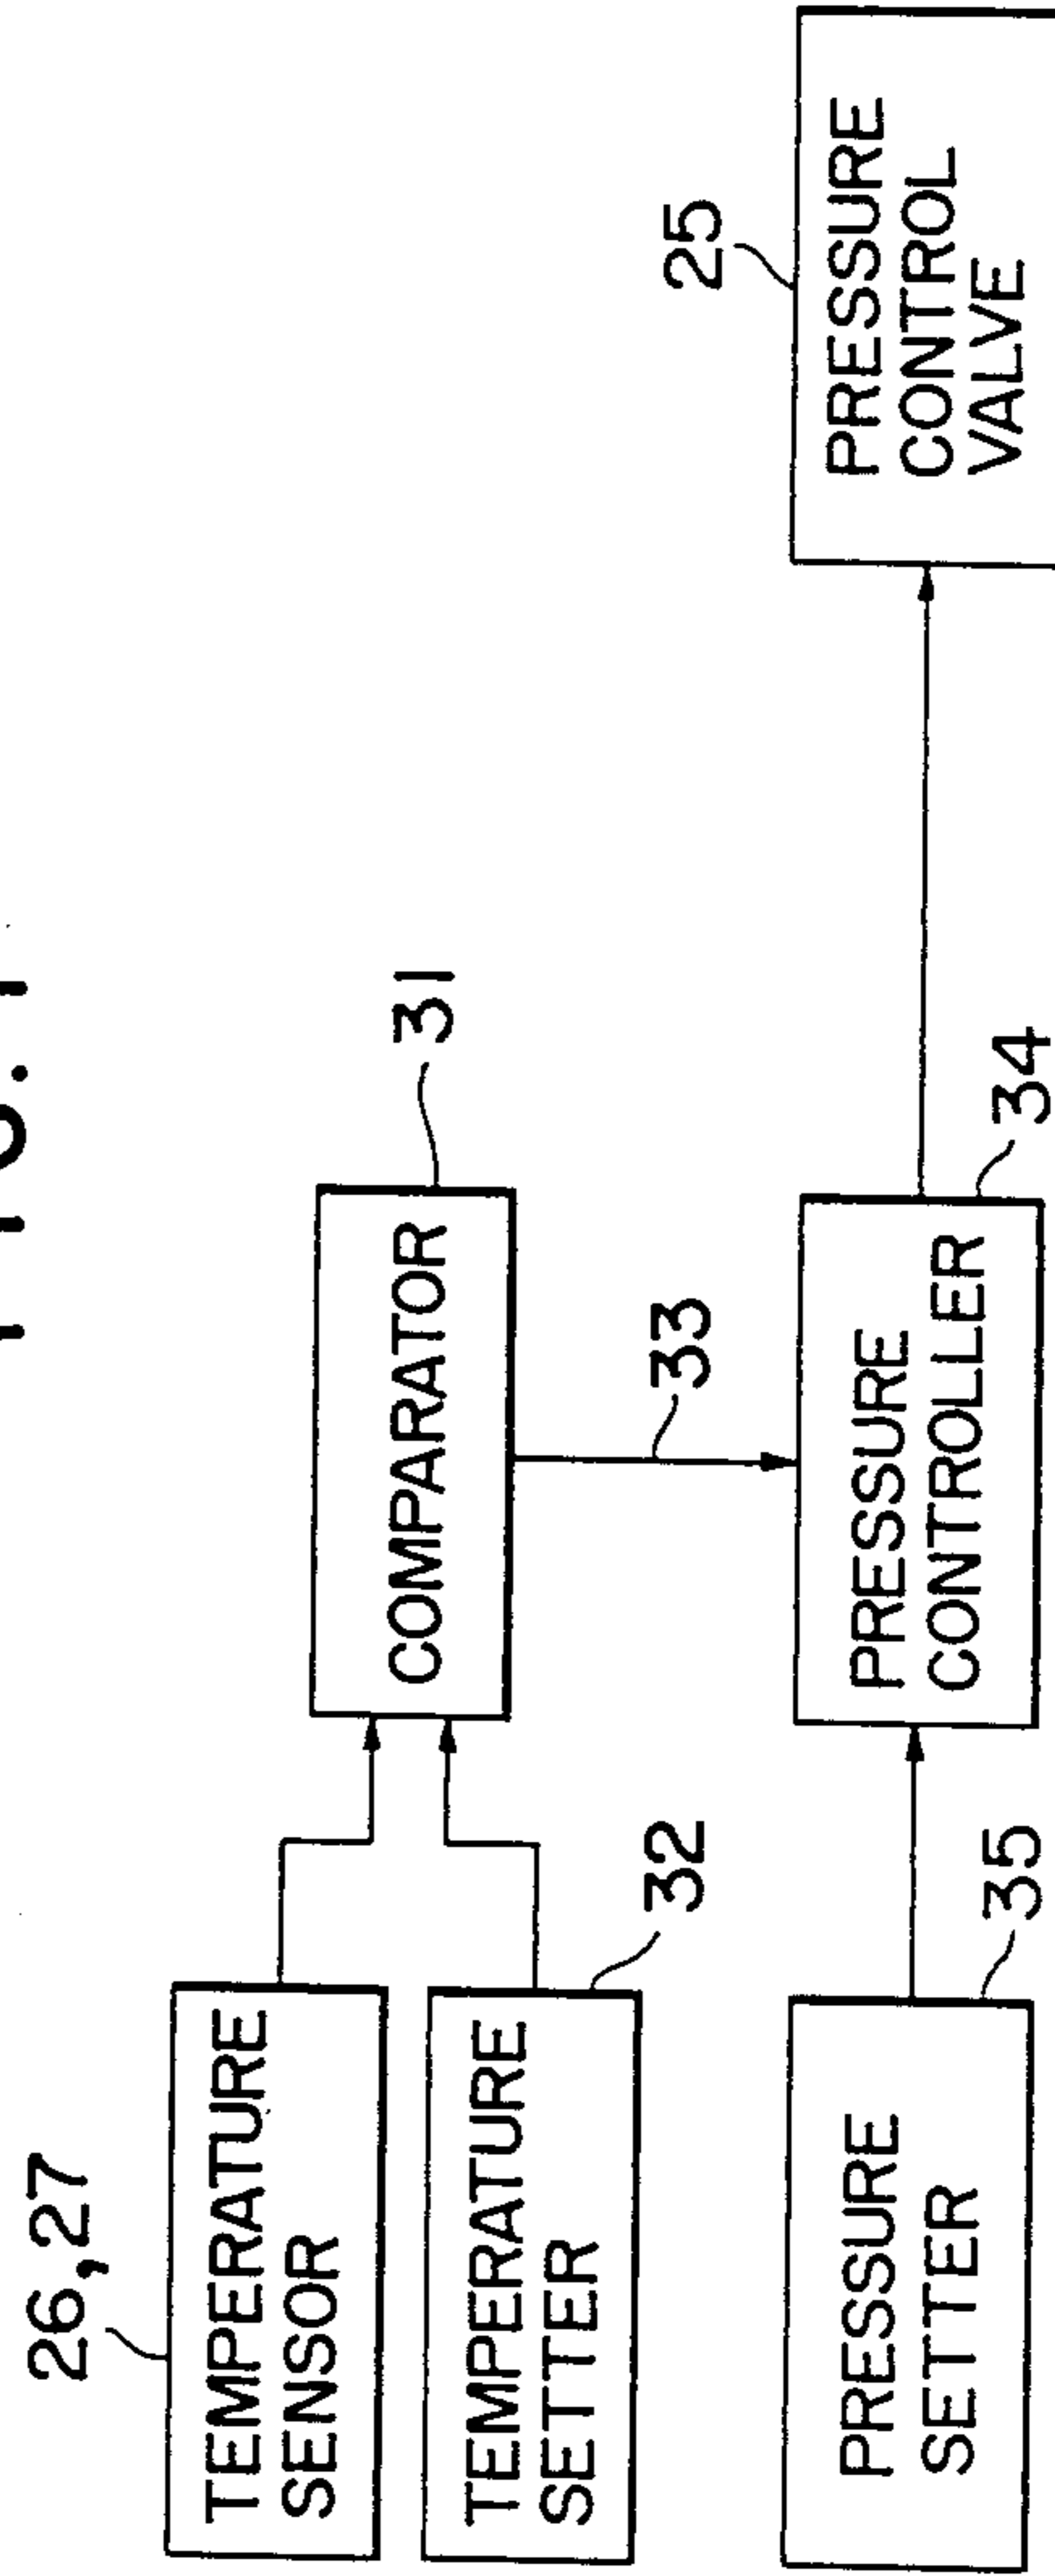 26,27
TEMPERATURE
SENSOR
TEMPERATURE
SETTER
32
COMPARATOR
31
33
PRESSURE
SETTER
35
PRESSURE
CONTROLLER
34
25
PRESSURE
CONTROL
VALVE